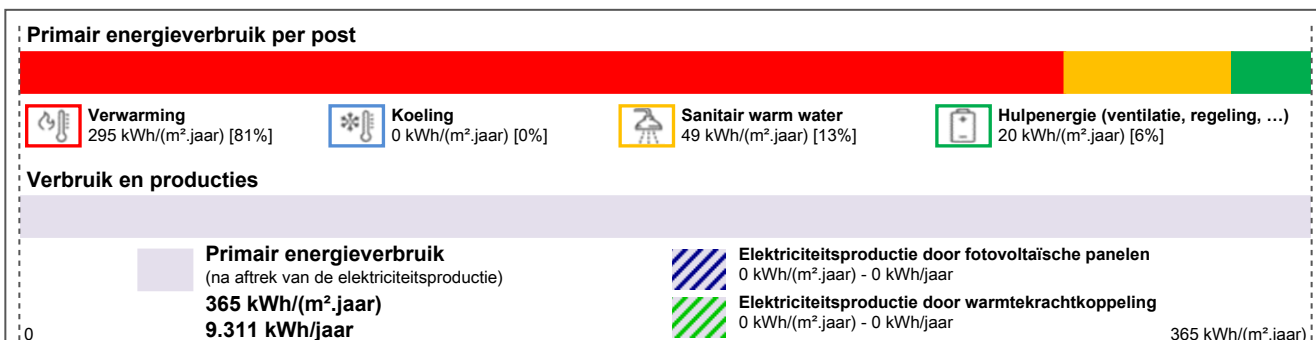 Primair energieverbruik per post
Verwarming
295 kWh/(m².jaar) [81%]
Koeling
0 kWh/(m².jaar) [0%]
Sanitair warm water
49 kWh/(m².jaar) [13%]
Hulpenergie (ventilatie, regeling, …)
20 kWh/(m².jaar) [6%]
Verbruik en producties
Primair energieverbruik
(na aftrek van de elektriciteitsproductie)
365 kWh/(m².jaar)
9.311 kWh/jaar
Elektriciteitsproductie door fotovoltaïsche panelen
0 kWh/(m².jaar) - 0 kWh/jaar
Elektriciteitsproductie door warmtekrachtkoppeling
0 kWh/(m².jaar) - 0 kWh/jaar
0
365 kWh/(m².jaar)